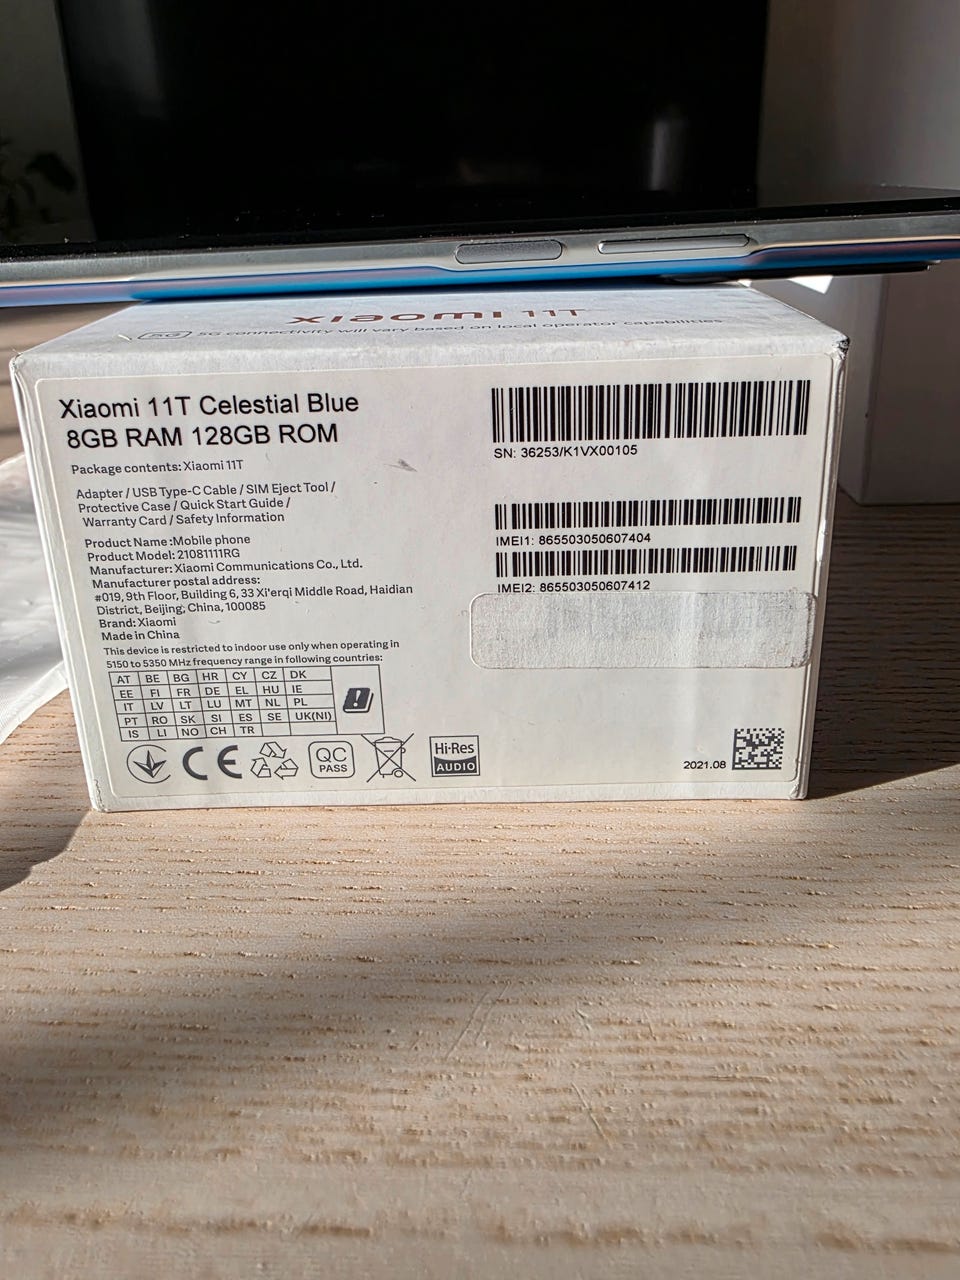 xiaomi 11T
5G 5G connectivity will vary based on local operator capabilities
Xiaomi 11T Celestial Blue
8GB RAM 128GB ROM
Package contents: Xiaomi 11T
Adapter / USB Type-C Cable / SIM Eject Tool /
Protective Case / Quick Start Guide /
Warranty Card / Safety Information
Product Name :Mobile phone
Product Model: 21081111RG
Manufacturer: Xiaomi Communications Co., Ltd.
Manufacturer postal address:
#019, 9th Floor, Building 6, 33 Xi'erqi Middle Road, Haidian
District, Beijing, China, 100085
Brand: Xiaomi
Made in China
This device is restricted to indoor use only when operating in
5150 to 5350 MHz frequency range in following countries:
AT BE BG HR CY CZ DK
EE FI FR DE EL HU IE
IT LV LT LU MT NL PL
PT RO SK SI ES SE UK(NI)
IS LI NO CH TR
!
CE
QC
PASS
Hi-Res
AUDIO
SN: 36253/K1VX00105
IMEI1: 865503050607404
IMEI2: 865503050607412
2021.08